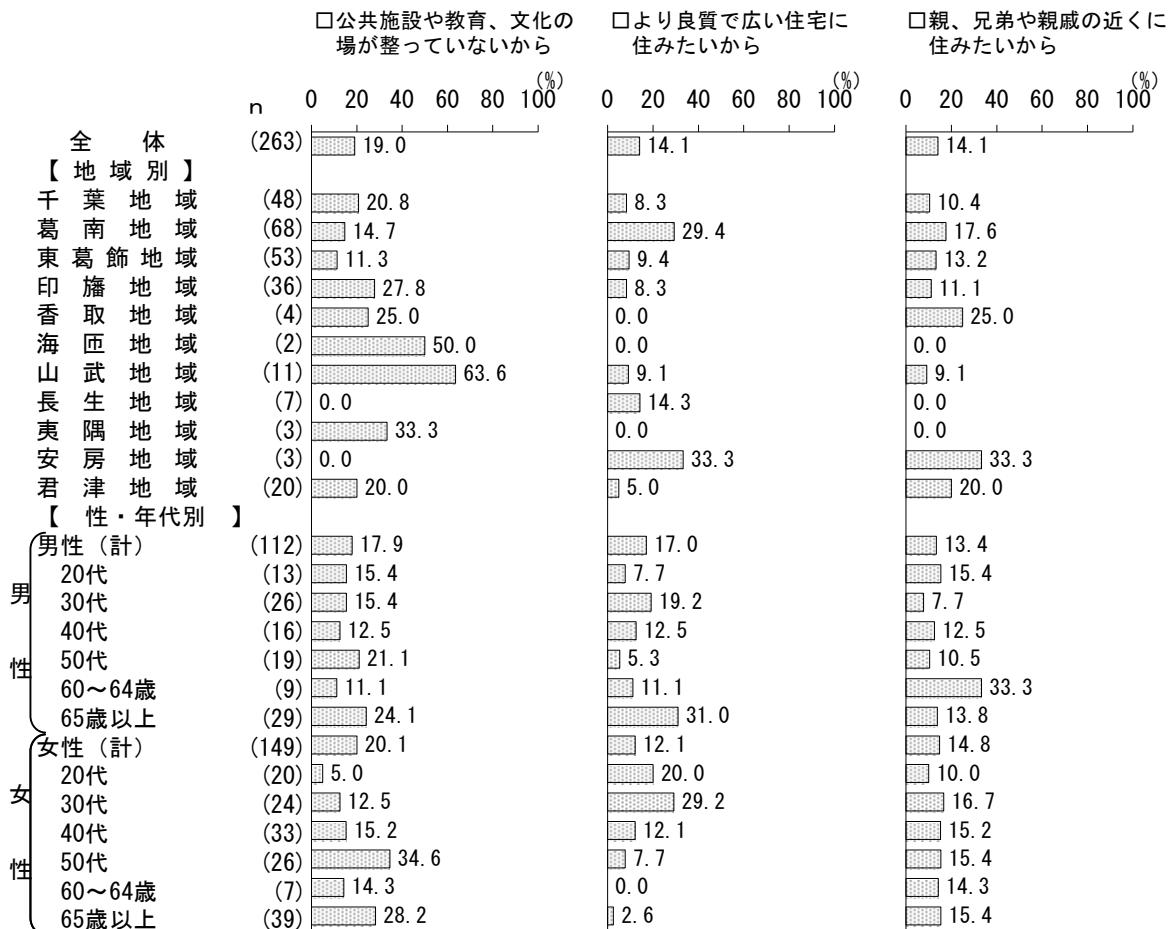 □公共施設や教育、文化の
場が整っていないから
□より良質で広い住宅に
住みたいから
□親、兄弟や親戚の近くに
住みたいから
(%) (%) (%)
n 0 20 40 60 80 100 0 20 40 60 80 100 0 20 40 60 80 100
全体 (263) 19.0 14.1 14.1
【地域別】
千葉地域 (48) 20.8 8.3 10.4
葛南地域 (68) 14.7 29.4 17.6
東葛飾地域 (53) 11.3 9.4 13.2
印旛地域 (36) 27.8 8.3 11.1
香取地域 (4) 25.0 0.0 25.0
海匝地域 (2) 50.0 0.0 0.0
山武地域 (11) 63.6 9.1 9.1
長生地域 (7) 0.0 14.3 0.0
夷隅地域 (3) 33.3 0.0 0.0
安房地域 (3) 0.0 33.3 33.3
君津地域 (20) 20.0 5.0 20.0
【性・年代別】
男性
男性（計） (112) 17.9 17.0 13.4
20代 (13) 15.4 7.7 15.4
30代 (26) 15.4 19.2 7.7
40代 (16) 12.5 12.5 12.5
50代 (19) 21.1 5.3 10.5
60～64歳 (9) 11.1 11.1 33.3
65歳以上 (29) 24.1 31.0 13.8
女性
女性（計） (149) 20.1 12.1 14.8
20代 (20) 5.0 20.0 10.0
30代 (24) 12.5 29.2 16.7
40代 (33) 15.2 12.1 15.2
50代 (26) 34.6 7.7 15.4
60～64歳 (7) 14.3 0.0 14.3
65歳以上 (39) 28.2 2.6 15.4